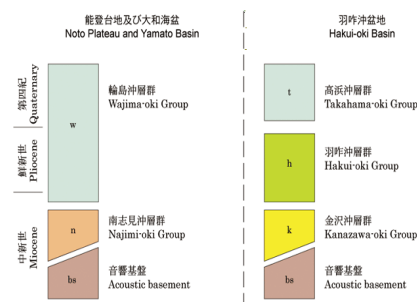 能登台地及び大和海盆
Noto Plateau and Yamato Basin
第四紀
Quaternary
鮮新世
Pliocene
中新世
Miocene
w
輪島沖層群
Wajima-oki Group
n
南志見沖層群
Najimi-oki Group
bs
音響基盤
Acoustic basement
羽咋沖盆地
Hakui-oki Basin
t
高浜沖層群
Takahama-oki Group
h
羽咋沖層群
Hakui-oki Group
k
金沢沖層群
Kanazawa-oki Group
bs
音響基盤
Acoustic basement